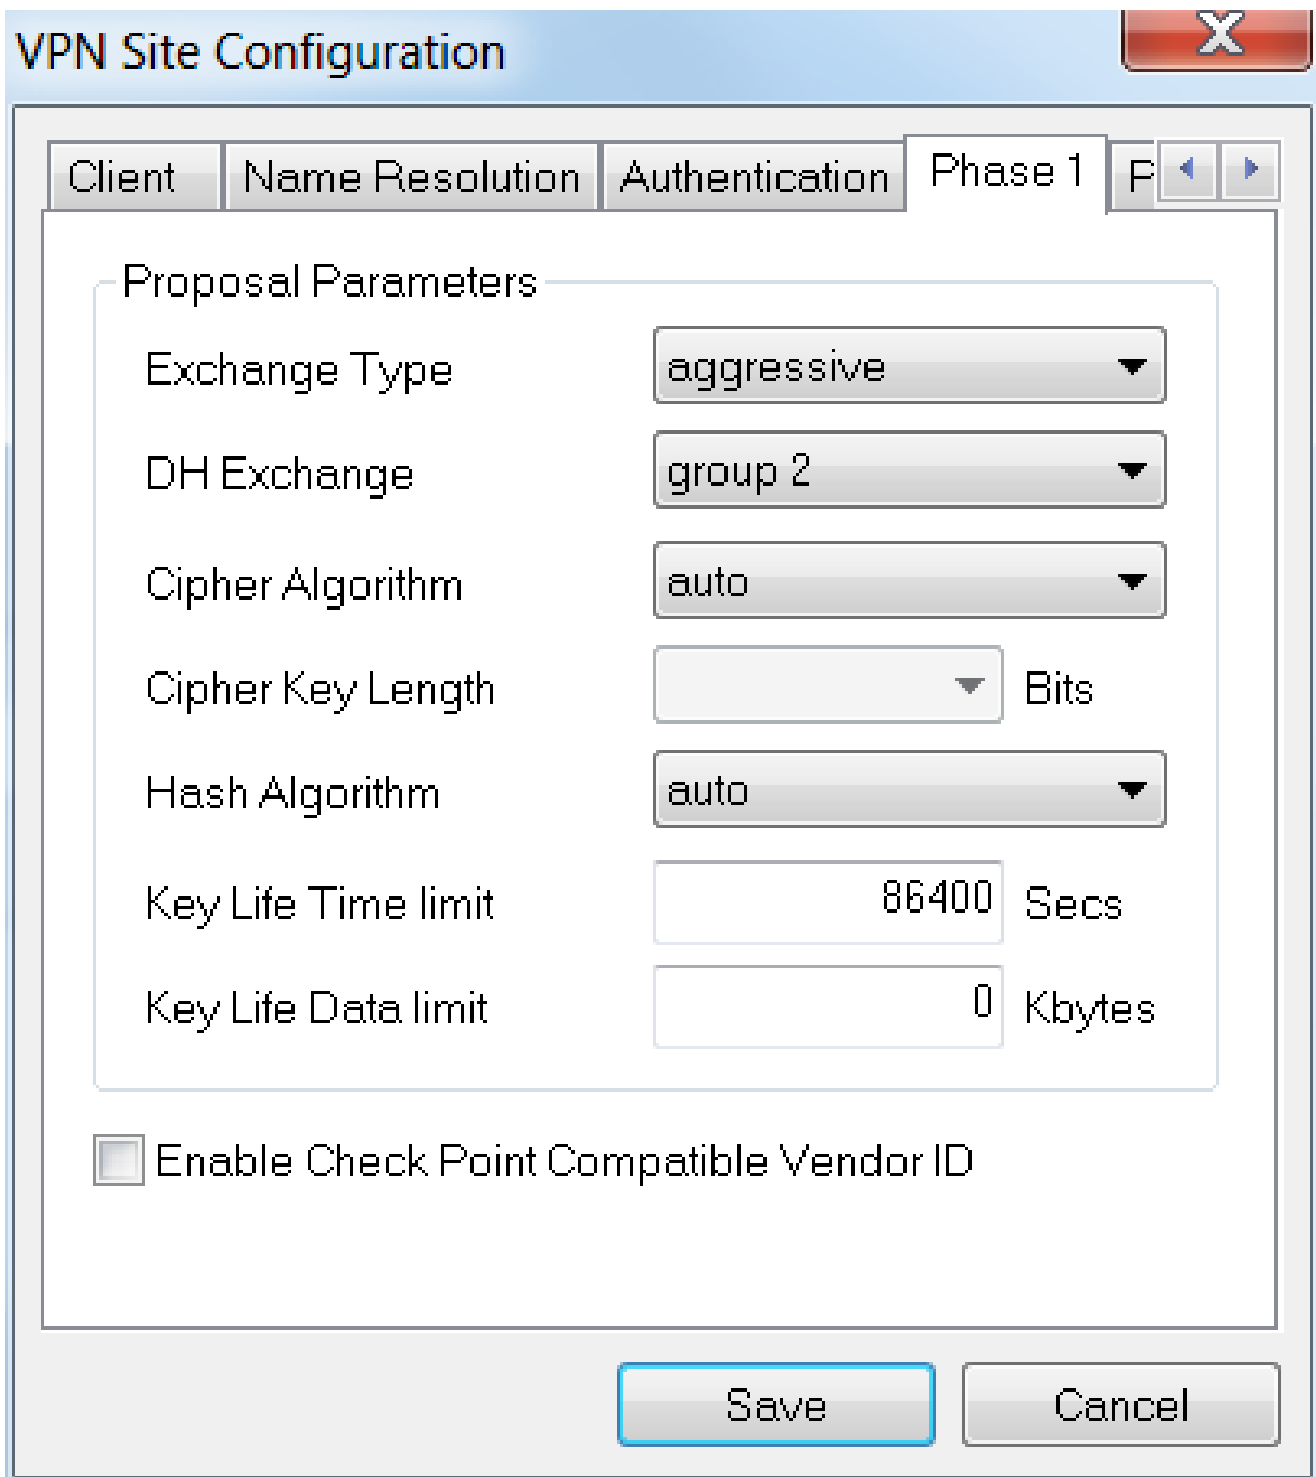 VPN Site Configuration
Client Name Resolution Authentication Phase 1 P
Proposal Parameters
Exchange Type aggressive
DH Exchange group 2
Cipher Algorithm auto
Cipher Key Length Bits
Hash Algorithm auto
Key Life Time limit 86400 Secs
Key Life Data limit 0 Kbytes
Enable Check Point Compatible Vendor ID
Save Cancel